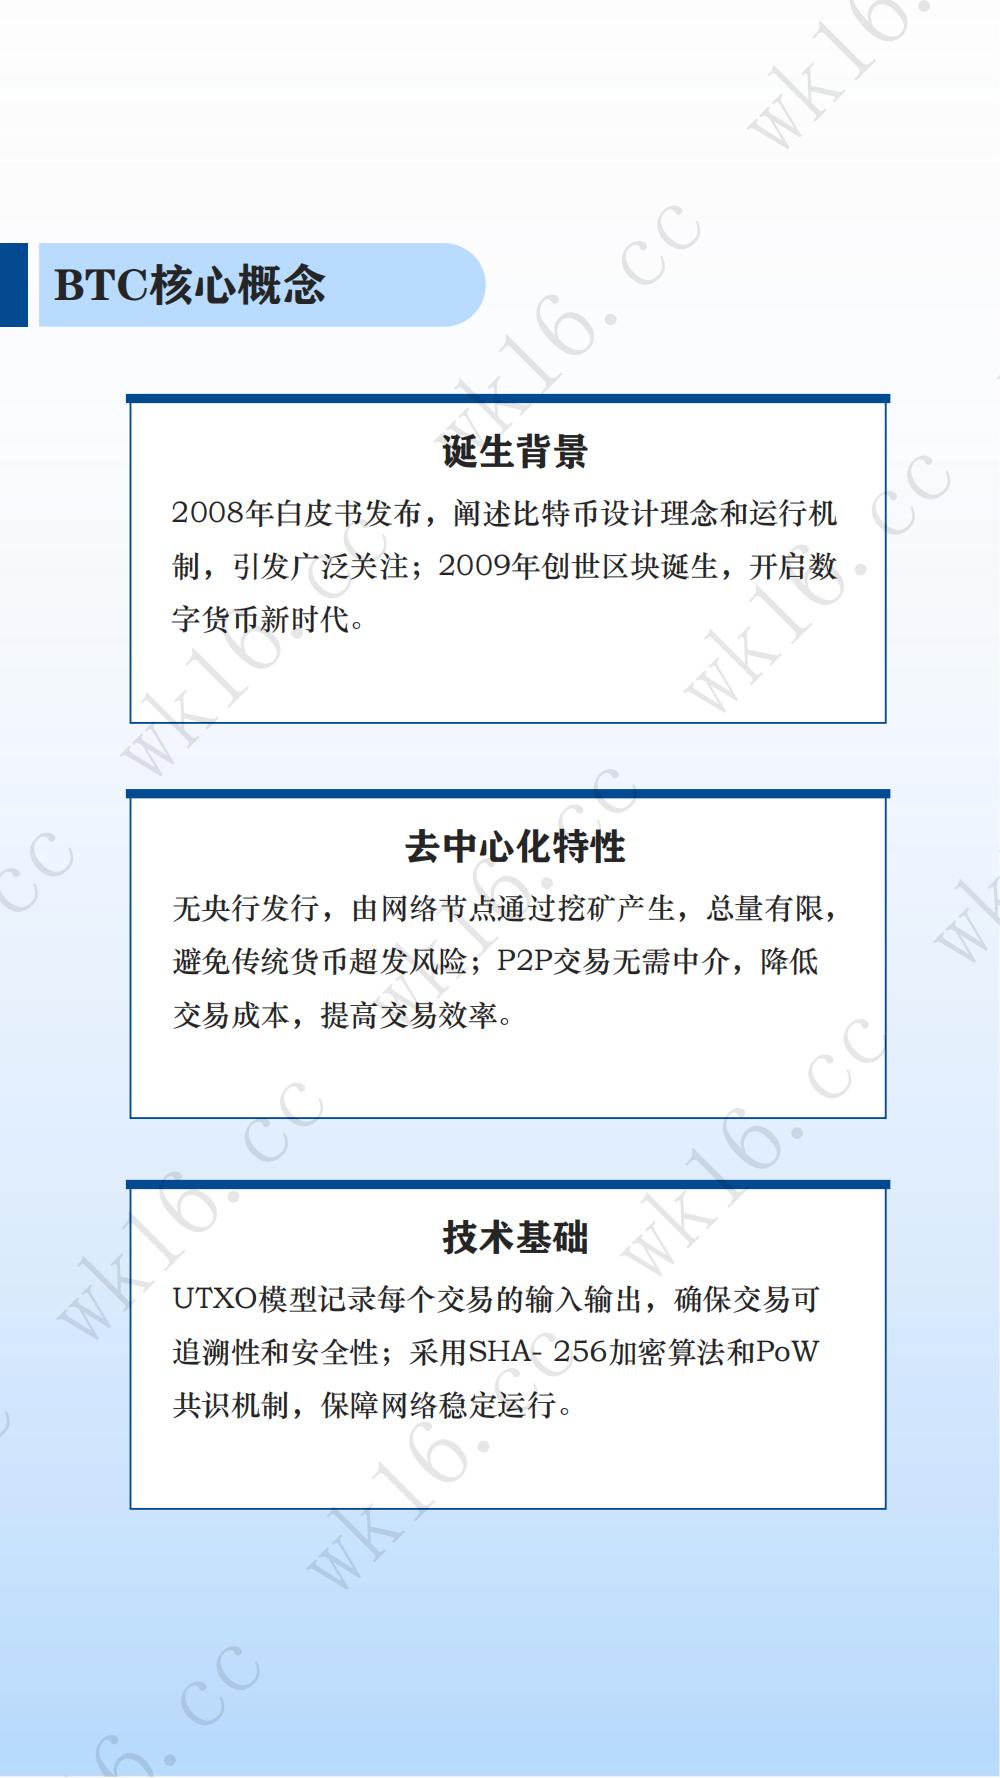 BTC核心概念
诞生背景
2008年白皮书发布，阐述比特币设计理念和运行机
制，引发广泛关注；2009年创世区块诞生，开启数
字货币新时代。
去中心化特性
无央行发行，由网络节点通过挖矿产生，总量有限，
避免传统货币超发风险；P2P交易无需中介，降低
交易成本，提高交易效率。
技术基础
UTXO模型记录每个交易的输入输出，确保交易可
追溯性和安全性；采用SHA- 256加密算法和PoW
共识机制，保障网络稳定运行。
wk16.cc
wk16.cc
wk16.cc
wk16.cc
wk16.cc
wk16.cc
wk16.cc
wk16.cc